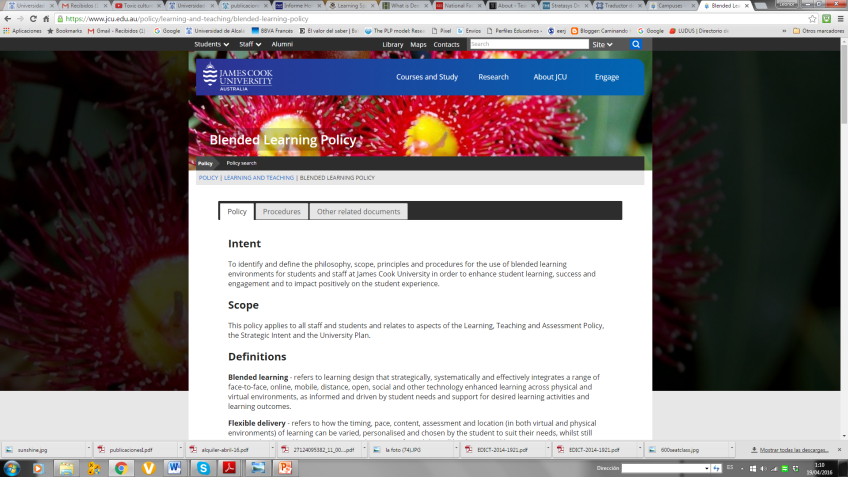 Universidad
Recibidos
Tono cult
Universidad
publicacion
Informe Ho
Learning S
What is De
National Fe
About - Te
Strateays Di
Traductor d
Campuses
Blended Le
https://www.jcu.edu.au/policy/learning-and-teaching/blended-learning-policy
Aplicaciones
Bookmarks
Gmail - Recibidos (1)
Google
Universidad de Alcalá
BBVA Francés
El valor del saber | Be
The PLP model: Rese
Pixel
Envios
Perfiles Educativos -
eerj
Blogger: Caminando
Google
LUDUS | Directorio d
Otros marcadores
Students Staff Alumni Library Maps Contacts Search Site
JAMES COOK
UNIVERSITY
AUSTRALIA
Courses and Study Research About JCU Engage
Blended Learning Policy
Policy Policy search
POLICY | LEARNING AND TEACHING | BLENDED LEARNING POLICY
Policy Procedures Other related documents
Intent
To identify and define the philosophy, scope, principles and procedures for the use of blended learning
environments for students and staff at James Cook University in order to enhance student learning, success and
engagement and to impact positively on the student experience.
Scope
This policy applies to all staff and students and relates to aspects of the Learning, Teaching and Assessment Policy,
the Strategic Intent and the University Plan.
Definitions
Blended learning - refers to learning design that strategically, systematically and effectively integrates a range of
face-to-face, online, mobile, distance, open, social and other technology enhanced learning across physical and
virtual environments, as informed and driven by student needs and support for desired learning activities and
learning outcomes.
Flexible delivery - refers to how the timing, pace, content, assessment and location (in both virtual and physical
environments) of learning can be varied, personalised and chosen by the student to suit their needs, whilst still
sunshine.jpg
publicaciones1.pdf
alquiler-abril-16.pdf
27124095382_11_00....pdf
la foto (74).JPG
EDICT-2014-1921.pdf
EDICT-2014-1921.pdf
600seatclass.jpg
Mostrar todas las descargas...
Dirección
ES
1:10
19/04/2016